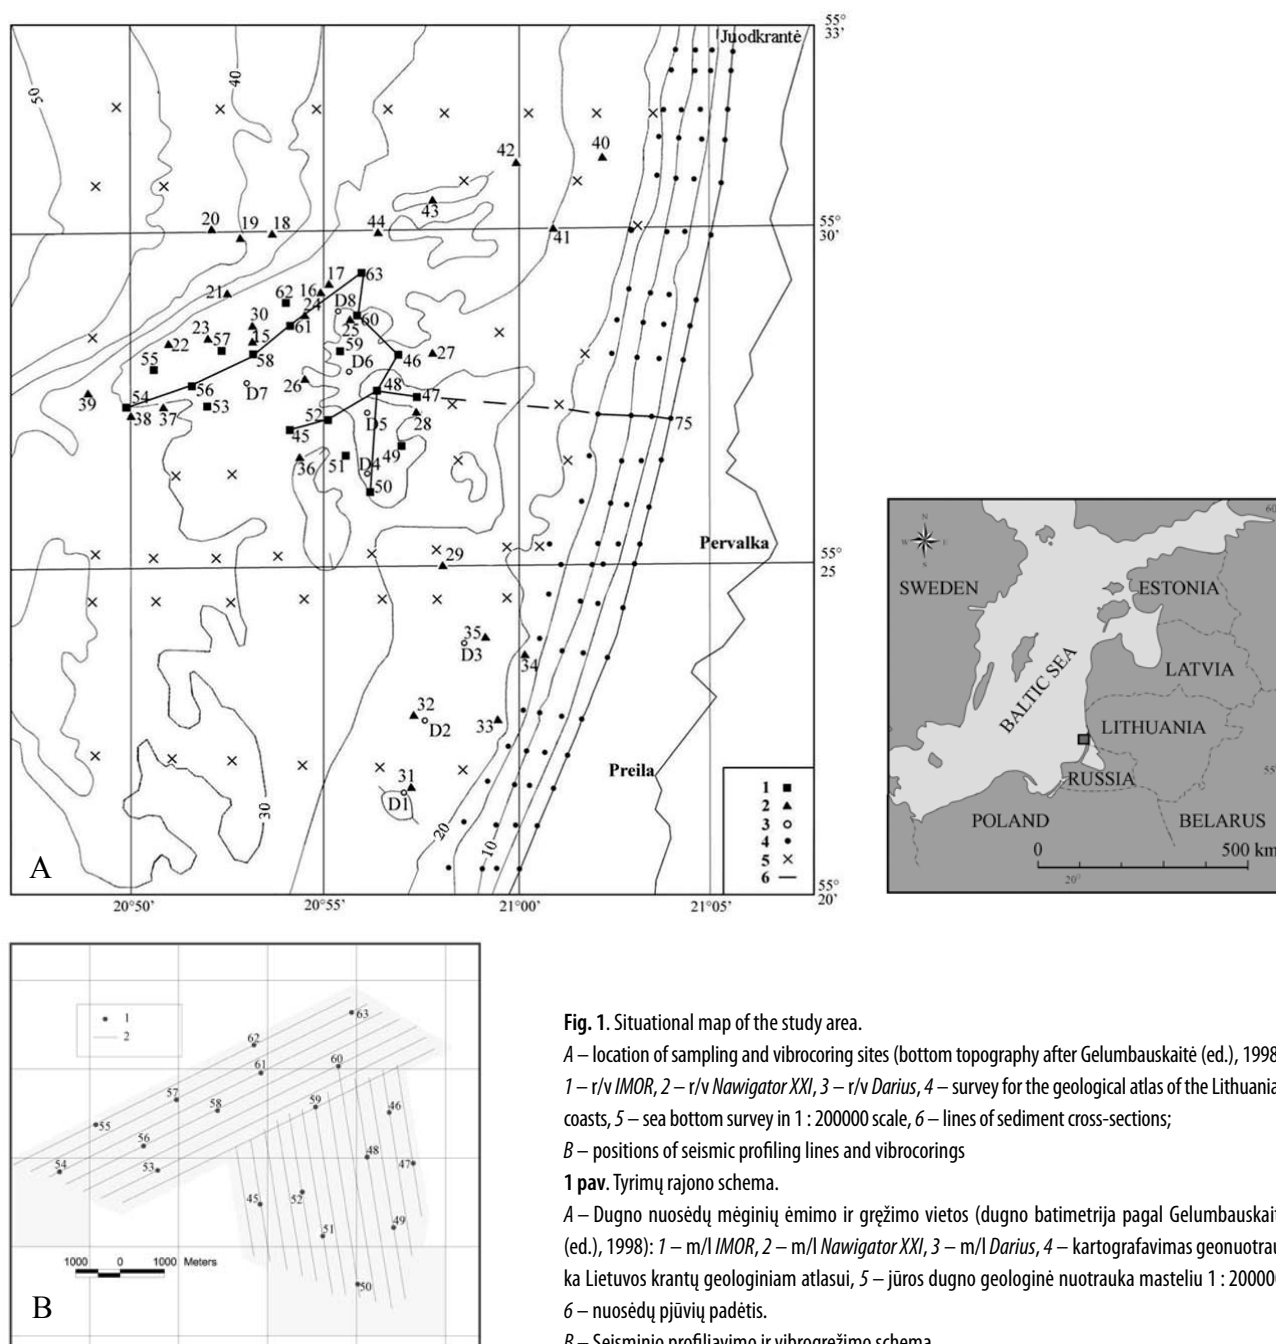 55°
33'
Juodkrantė
50
40
42
40
43
20
19
18
44
41
55°
30'
17
63
21
62
16
D8
24
60
30
25
23
57
15
61
59
22
58
46
27
55
D6
56
26
48
47
54
D7
39
38
37
53
52
D5
28
75
45
36
51
49
D4
50
Pervalka
55°
25
29
35
D3
34
32
D2
33
31
D1
Preila
30
20
10
1
2
3
4
5
6
A
55°
20'
20°50'
20°55'
21°00'
21°05'
N
W
E
S
60
SWEDEN
ESTONIA
LATVIA
BALTIC SEA
LITHUANIA
RUSSIA
55°
POLAND
BELARUS
0
500 km
20°
1
2
63
62
61
60
57
58
59
46
55
56
48
54
53
47
45
52
49
51
50
1000 0 1000 Meters
B
Fig. 1. Situational map of the study area.
A – location of sampling and vibrocoring sites (bottom topography after Gelumbauskaitė (ed.), 1998
1 – r/v IMOR, 2 – r/v Nawigator XXI, 3 – r/v Darius, 4 – survey for the geological atlas of the Lithuania
coasts, 5 – sea bottom survey in 1 : 200000 scale, 6 – lines of sediment cross-sections;
B – positions of seismic profiling lines and vibrocorings
1 pav. Tyrimų rajono schema.
A – Dugno nuosėdų mėginių ėmimo ir gręžimo vietos (dugno batimetrija pagal Gelumbauskait
(ed.), 1998): 1 – m/l IMOR, 2 – m/l Nawigator XXI, 3 – m/l Darius, 4 – kartografavimas geonuotrau
ka Lietuvos krantų geologiniam atlasui, 5 – jūros dugno geologinė nuotrauka masteliu 1 : 200000
6 – nuosėdų pjūvių padėtis.
B – Seisminio profiliavimo ir vibrogręžimo schema